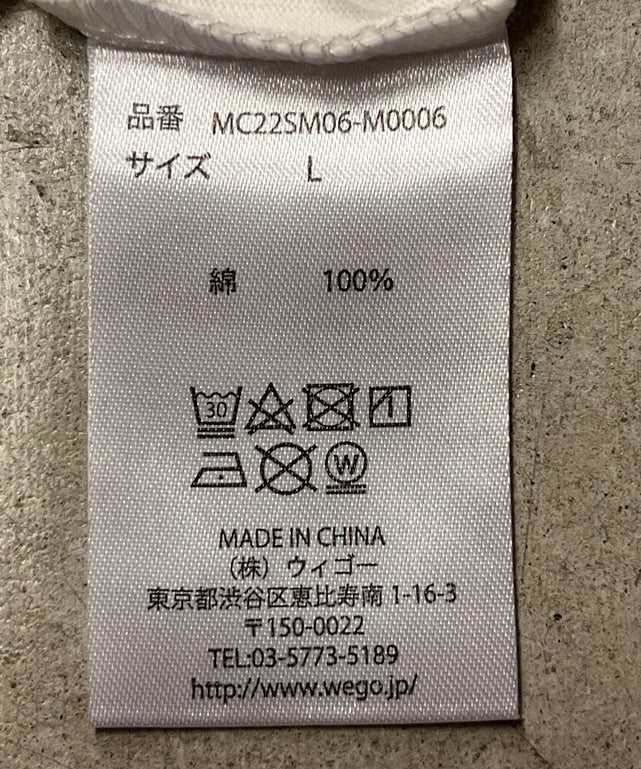 品番 MC22SM06-M0006
サイズ L
綿 100%
30
W
MADE IN CHINA
（株）ウィゴー
東京都渋谷区恵比寿南 1-16-3
〒150-0022
TEL:03-5773-5189
http://www.wego.jp/